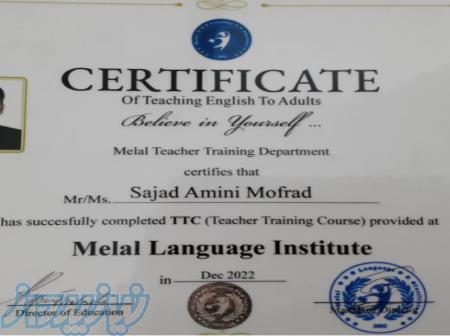 CERTIFICATE
Of Teaching English To Adults
Believe in Yourself ...
Melal Teacher Training Department
certifies that
Mr/Ms. Sajad Amini Mofrad
has succesfully completed TTC (Teacher Training Course) provided at
Melal Language Institute
in Dec 2022
Director of Education
نیازپرداز